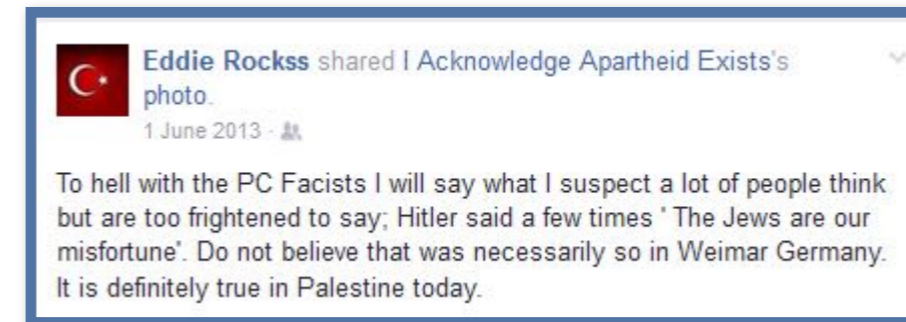 Eddie Rockss shared I Acknowledge Apartheid Exists's
photo.
1 June 2013 ·
To hell with the PC Facists I will say what I suspect a lot of people think
but are too frightened to say; Hitler said a few times ' The Jews are our
misfortune'. Do not believe that was necessarily so in Weimar Germany.
It is definitely true in Palestine today.